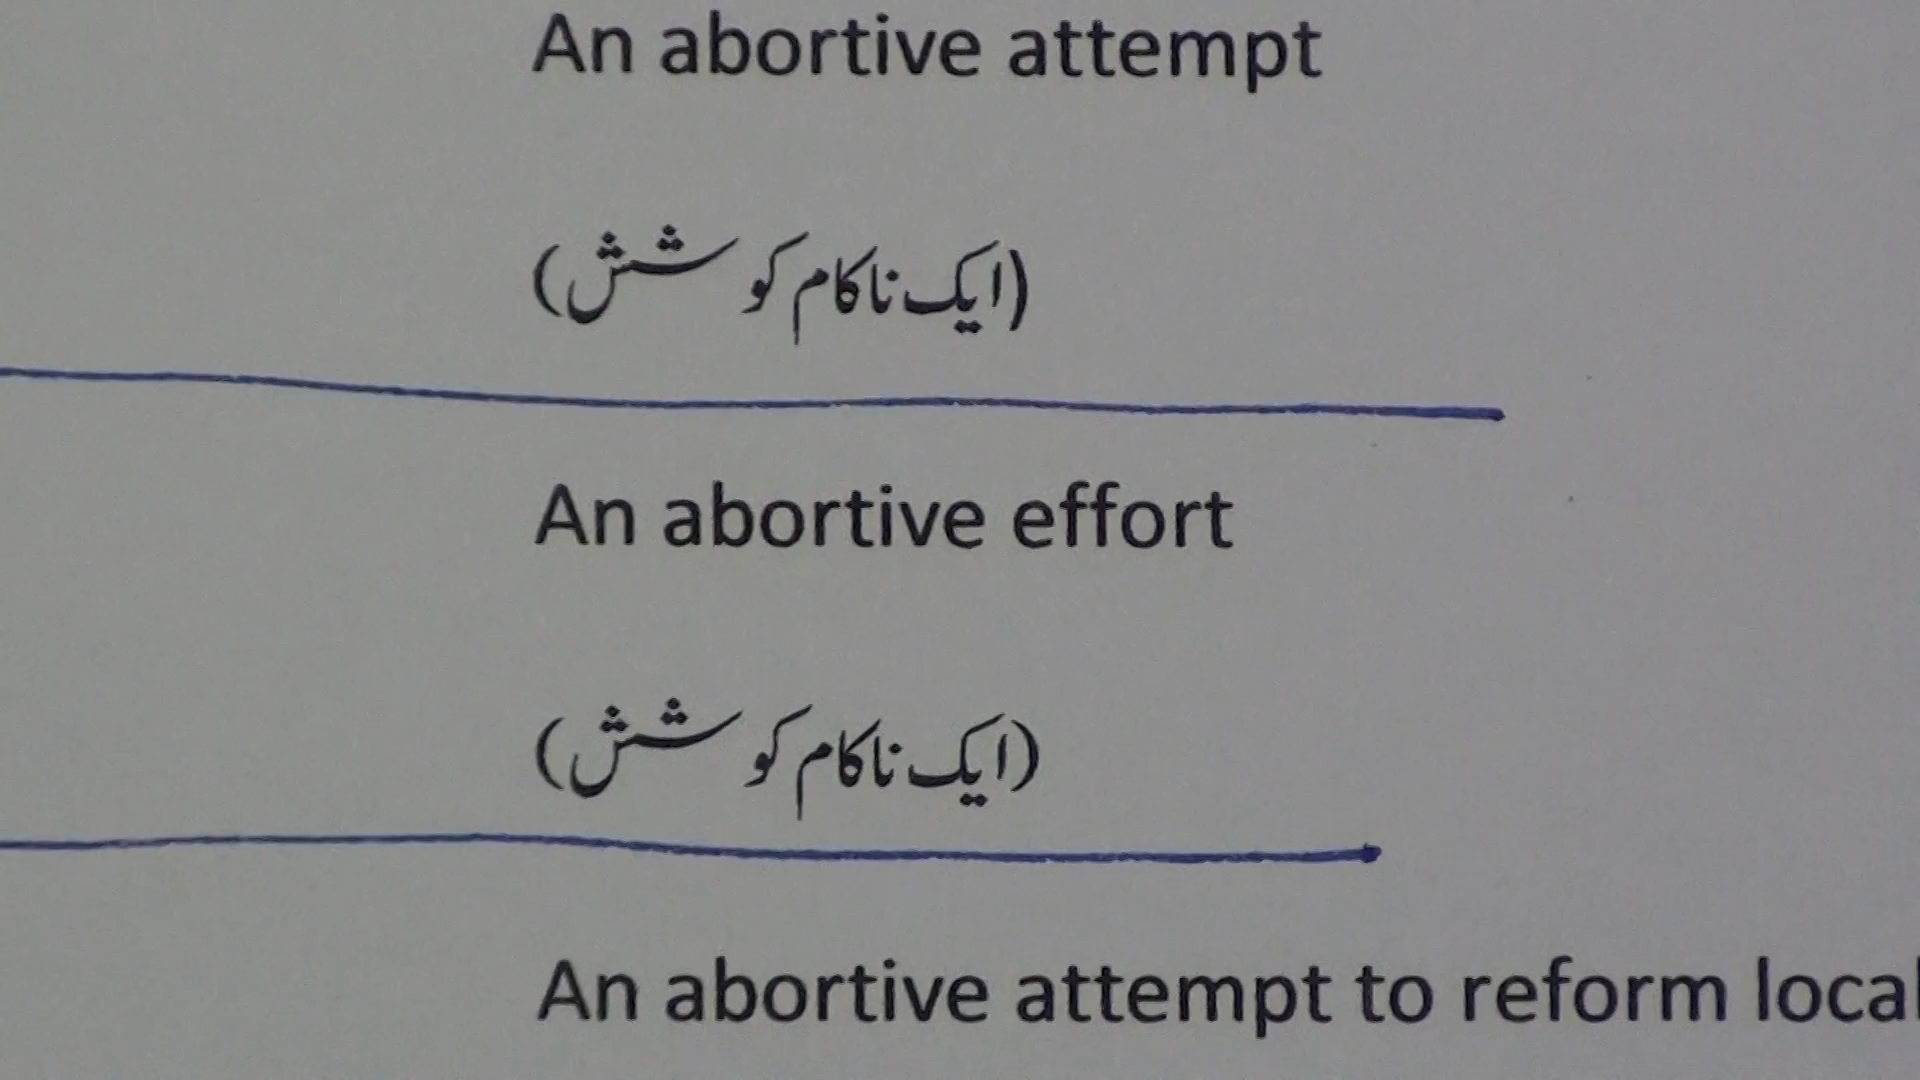 An abortive attempt
(ایک ناکام کوشش)
An abortive effort
(ایک ناکام کوشش)
An abortive attempt to reform local